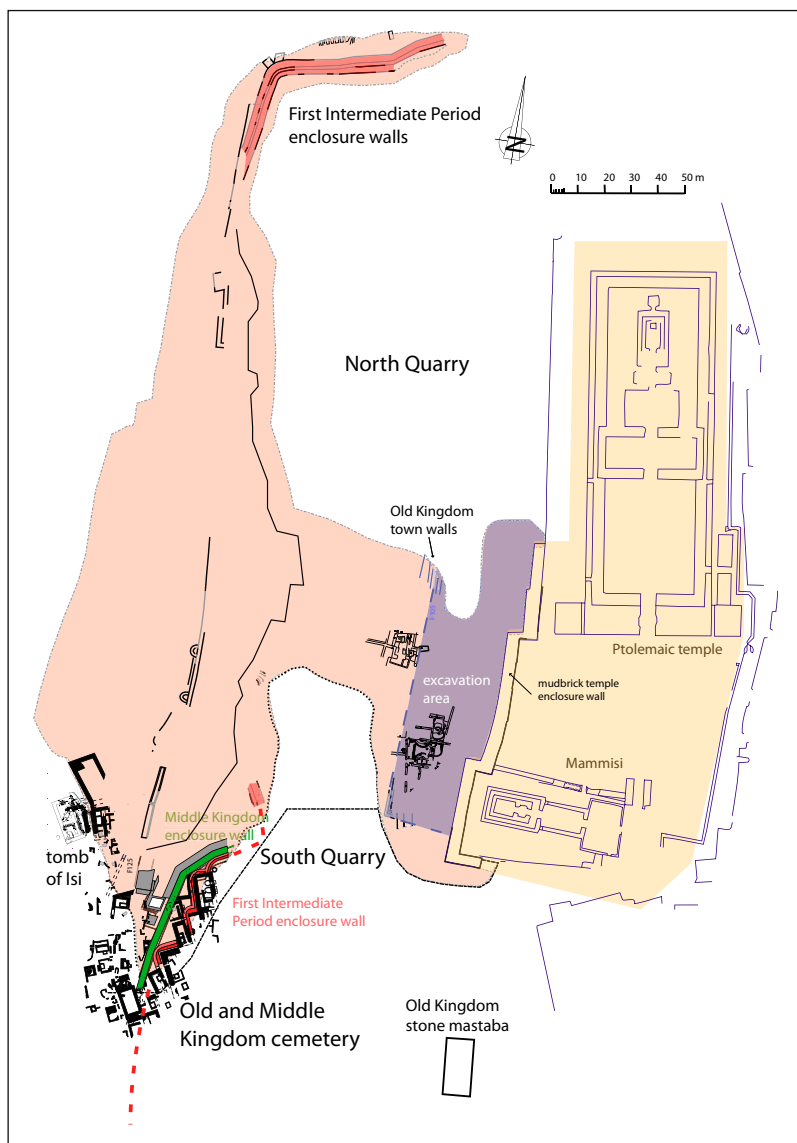 First Intermediate Period
enclosure walls
N
0 10 20 30 40 50 m
North Quarry
Old Kingdom
town walls
Ptolemaic temple
excavation
area
mudbrick temple
enclosure wall
Mammisi
Middle Kingdom
enclosure wall
tomb
of Isi
F125
South Quarry
First Intermediate
Period enclosure wall
Old and Middle
Kingdom cemetery
Old Kingdom
stone mastaba